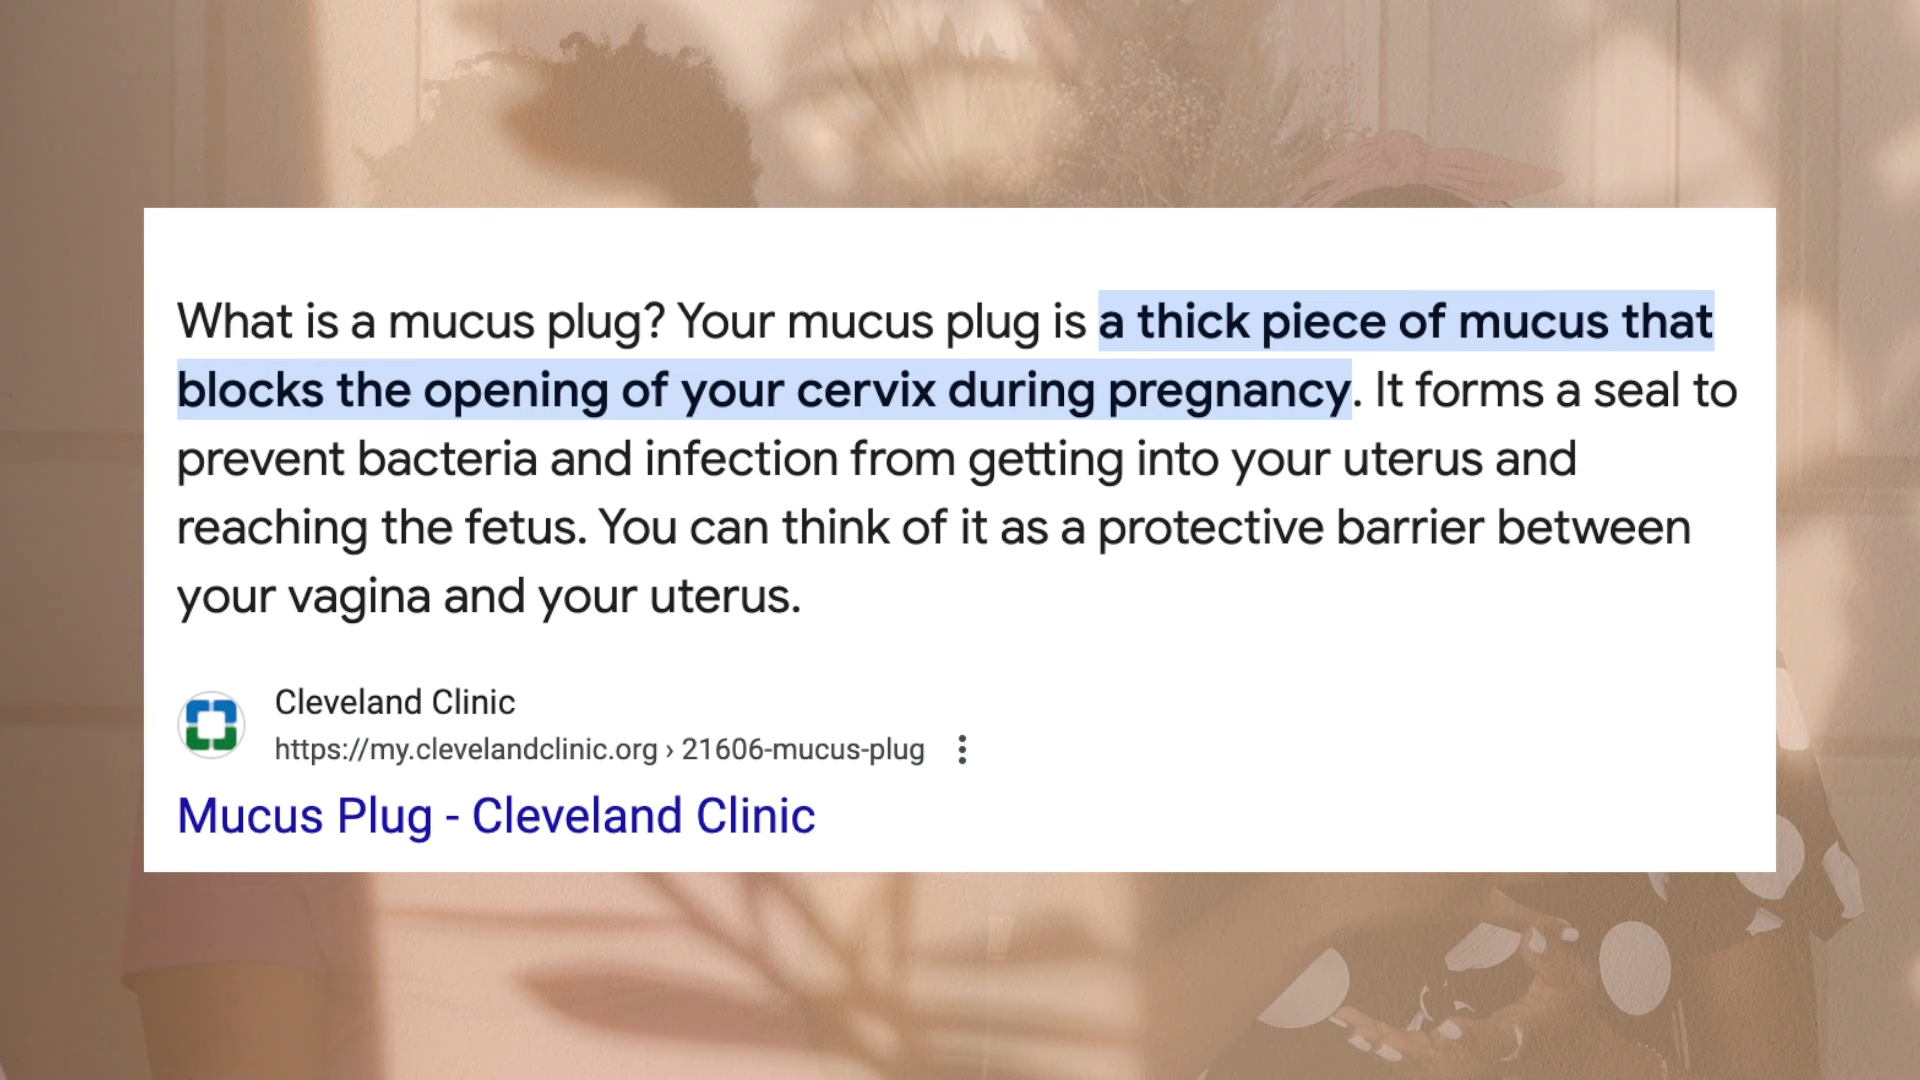 What is a mucus plug? Your mucus plug is a thick piece of mucus that
blocks the opening of your cervix during pregnancy. It forms a seal to
prevent bacteria and infection from getting into your uterus and
reaching the fetus. You can think of it as a protective barrier between
your vagina and your uterus.
Cleveland Clinic
https://my.clevelandclinic.org › 21606-mucus-plug
Mucus Plug - Cleveland Clinic